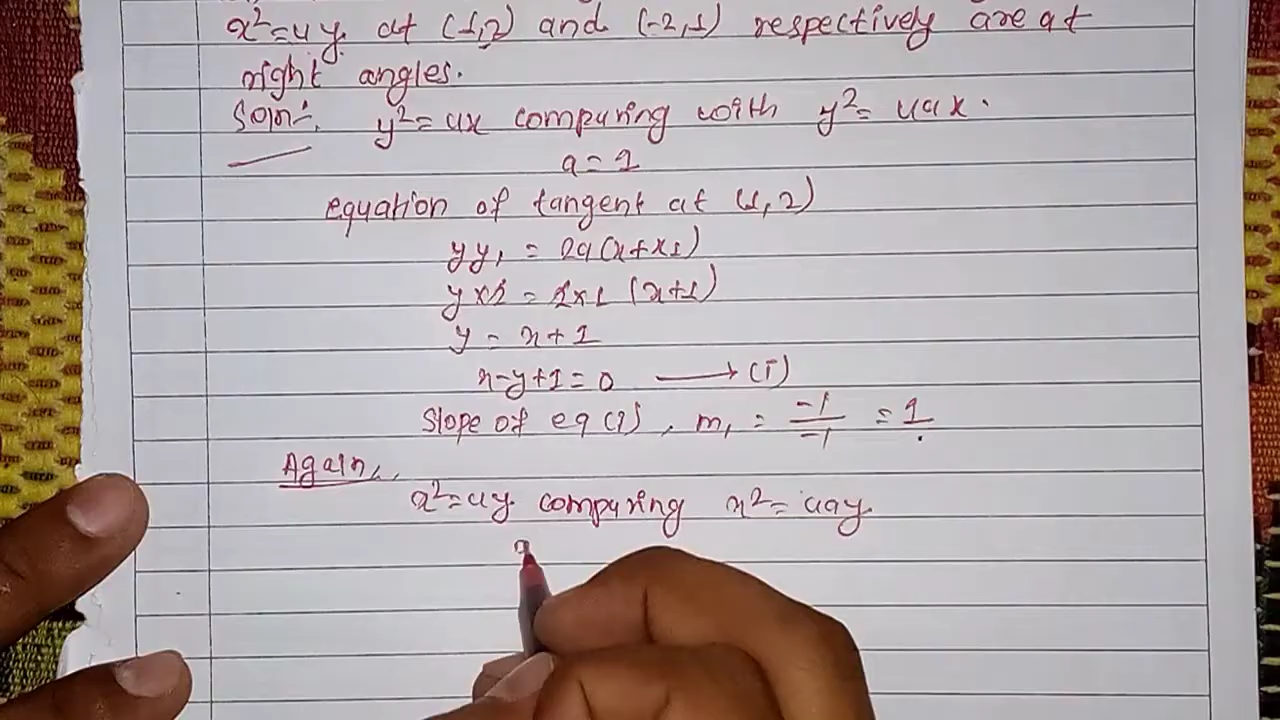 x²=4y at (1,2) and (-2,1) respectively are at
right angles.
Soln:- y²=4x comparing with y²=4ax.
a=1
equation of tangent at (1,2)
yy₁ = 2a(x+x₁)
y×2 = 2×1 (x+1)
y = x+1
x-y+1=0 ⟶ (i)
Slope of eq (i), m₁ = -1/-1 = 1
Again,
x²=4y comparing x²=4ay
a